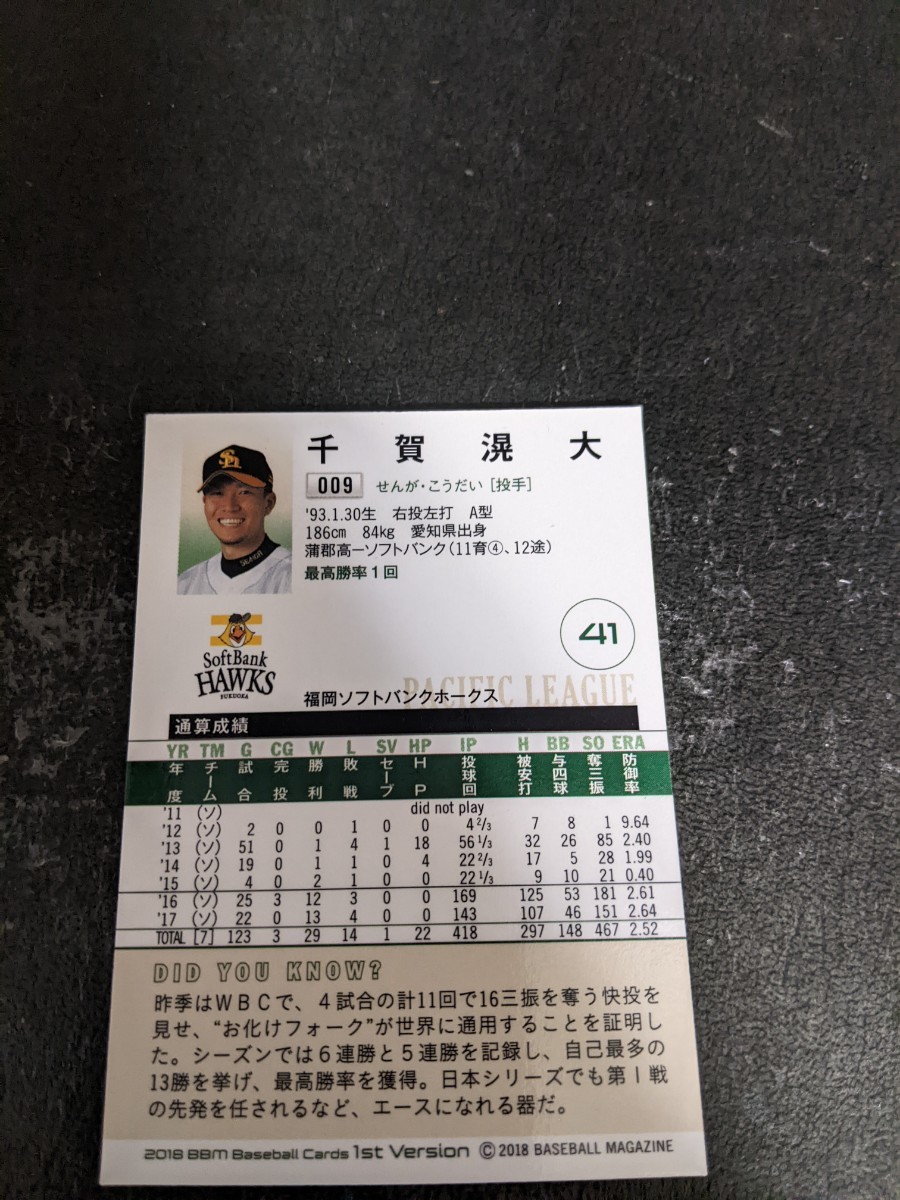 千賀滉大
009 せんが・こうだい［投手］
'93.1.30生 右投左打 A型
186cm 84kg 愛知県出身
蒲郡高ーソフトバンク(11育④、12途)
最高勝率1回
41
SoftBank
HAWKS
FUKUOKA
PACIFIC LEAGUE
福岡ソフトバンクホークス
通算成績
YR TM G CG W L SV HP IP H BB SO ERA
年度 チーム 試合 完投 勝利 敗戦 セーブ HP 投球回 被安打 与四球 奪三振 防御率
'11 (ソ) did not play
'12 (ソ) 2 0 0 1 0 0 4 2/3 7 8 1 9.64
'13 (ソ) 51 0 1 4 1 18 56 1/3 32 26 85 2.40
'14 (ソ) 19 0 1 1 0 4 22 2/3 17 5 28 1.99
'15 (ソ) 4 0 2 1 0 0 22 1/3 9 10 21 0.40
'16 (ソ) 25 3 12 3 0 0 169 125 53 181 2.61
'17 (ソ) 22 0 13 4 0 0 143 107 46 151 2.64
TOTAL [7] 123 3 29 14 1 22 418 297 148 467 2.52
DID YOU KNOW?
昨季はWBCで、4試合の計11回で16三振を奪う快投を
見せ、“お化けフォーク”が世界に通用することを証明し
た。シーズンでは6連勝と5連勝を記録し、自己最多の
13勝を挙げ、最高勝率を獲得。日本シリーズでも第1戦
の先発を任されるなど、エースになれる器だ。
2018 BBM Baseball Cards 1st Version ©2018 BASEBALL MAGAZINE